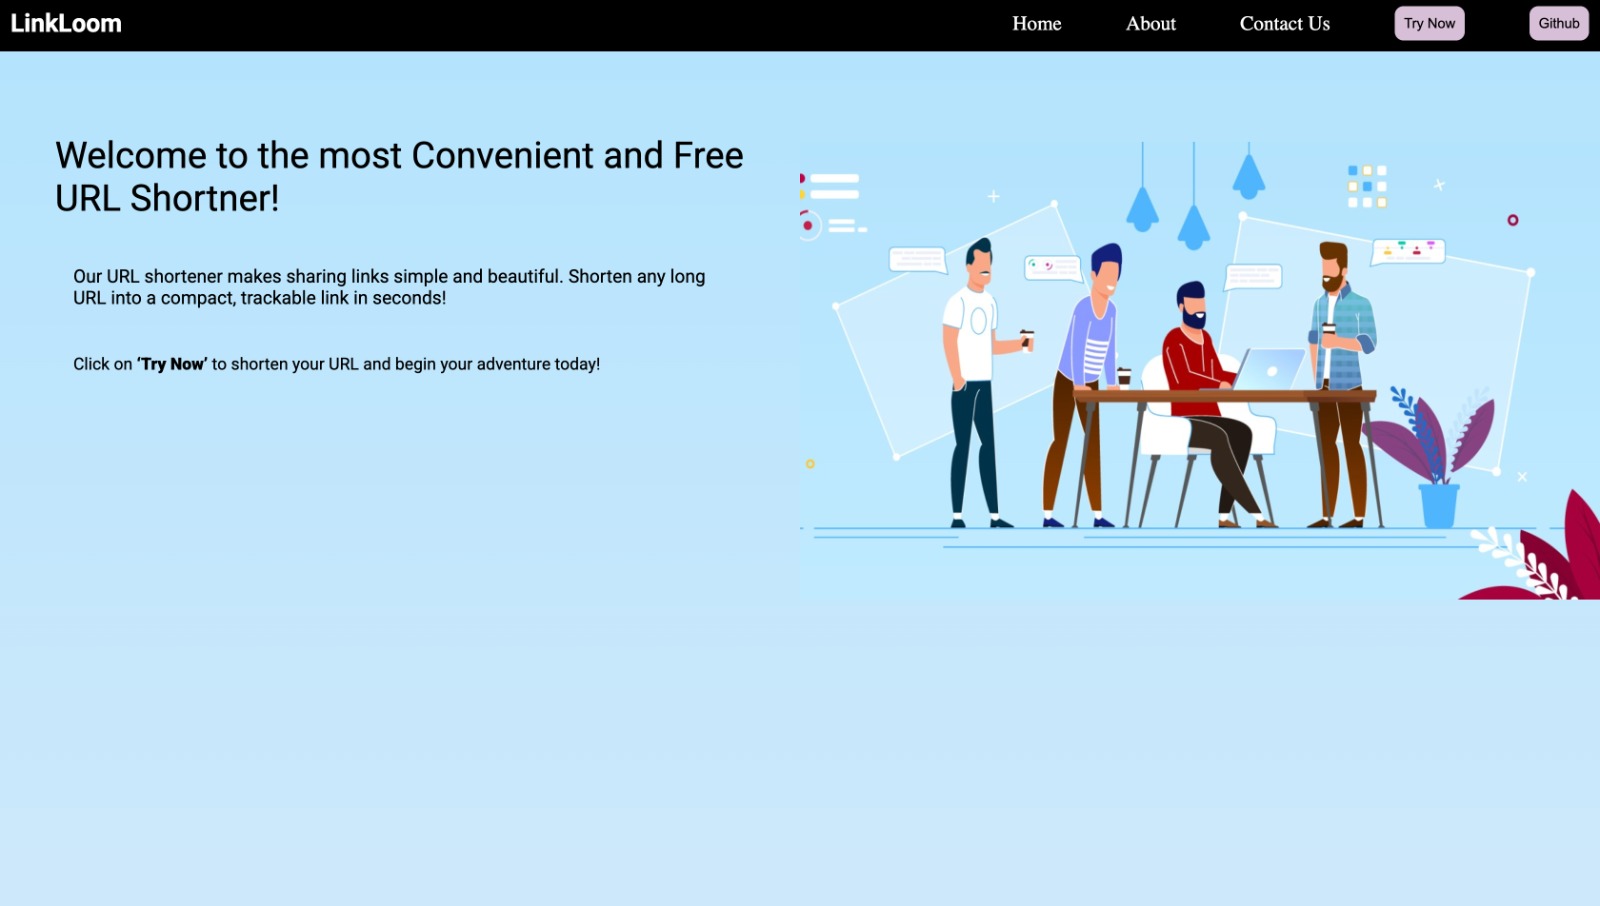 LinkLoom
Home
About
Contact Us
Try Now
Github
Welcome to the most Convenient and Free
URL Shortner!
Our URL shortener makes sharing links simple and beautiful. Shorten any long
URL into a compact, trackable link in seconds!
Click on ‘Try Now’ to shorten your URL and begin your adventure today!